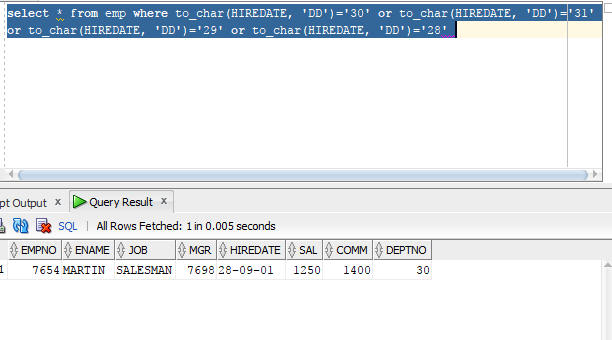 select * from emp where to_char(HIREDATE, 'DD')='30' or to_char(HIREDATE, 'DD')='31'
or to_char(HIREDATE, 'DD')='29' or to_char(HIREDATE, 'DD')='28'
pt Output x Query Result x
SQL | All Rows Fetched: 1 in 0.005 seconds
EMPNO ENAME JOB MGR HIREDATE SAL COMM DEPTNO
1 7654 MARTIN SALESMAN 7698 28-09-01 1250 1400 30